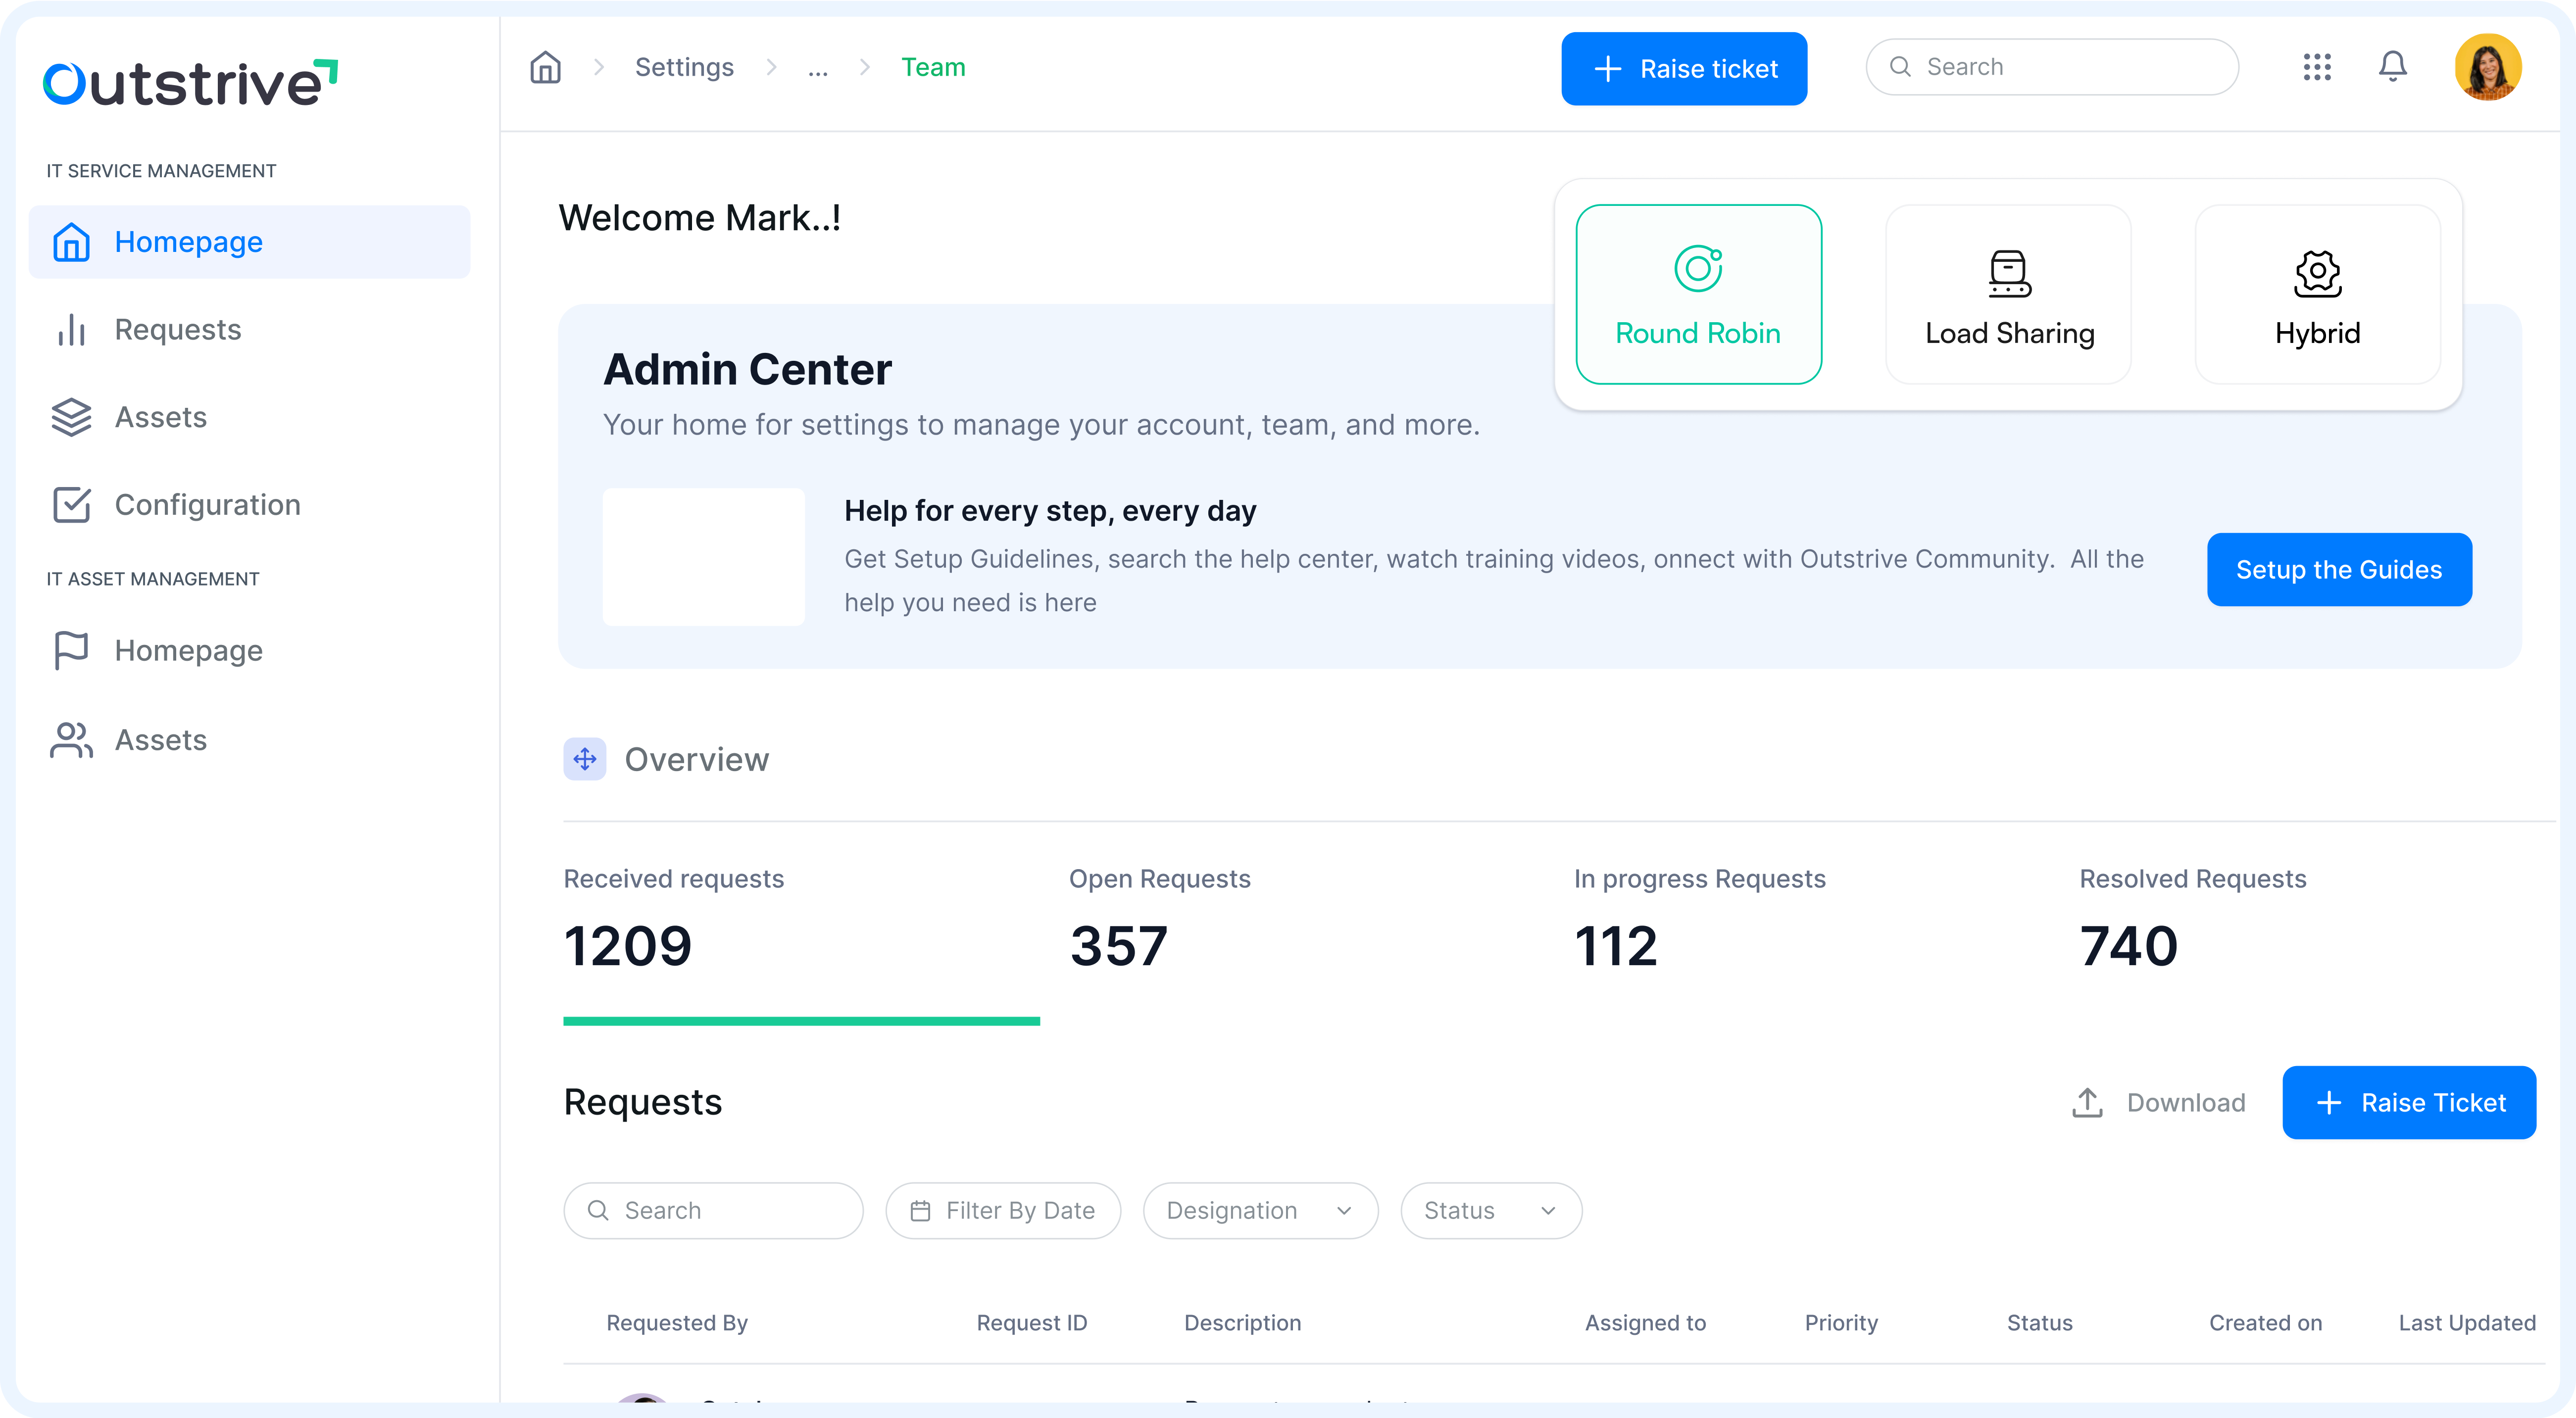 Outstrive
Settings
...
Team
Raise ticket
Search
IT SERVICE MANAGEMENT
Homepage
Requests
Assets
Configuration
IT ASSET MANAGEMENT
Homepage
Assets
Welcome Mark..!
Round Robin
Load Sharing
Hybrid
Admin Center
Your home for settings to manage your account, team, and more.
Help for every step, every day
Get Setup Guidelines, search the help center, watch training videos, onnect with Outstrive Community.  All the
help you need is here
Setup the Guides
Overview
Received requests
1209
Open Requests
357
In progress Requests
112
Resolved Requests
740
Requests
Download
Raise Ticket
Search
Filter By Date
Designation
Status
Requested By
Request ID
Description
Assigned to
Priority
Status
Created on
Last Updated